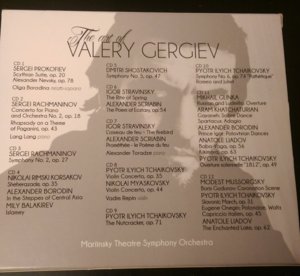 The root of
VALERY GERGIEV
CD 1
SERGEI PROKOFIEV
Scythian Suite, op. 20
Alexander Nevsky, op. 78
Olga Borodina mezzo-soprano
CD 2
SERGEI RACHMANINOV
Concerto for Piano
and Orchestra No. 2, op. 18
Rhapsody on a Theme
of Paganini, op. 43
Lang Lang piano
CD 3
SERGEI RACHMANINOV
Symphony No. 2, op. 27
CD 4
NIKOLAI RIMSKI KORSAKOV
Sheherazade, op. 35
ALEXANDER BORODIN
In the Steppes of Central Asia
MILY BALAKIREV
Islamey
CD 5
DMITRI SHOSTAKOVICH
Symphony No. 5, op. 47
CD 6
IGOR STRAVINSKY
The Rite of Spring
ALEXANDER SCRIABIN
The Poem of Ecstasy, op. 54
CD 7
IGOR STRAVINSKY
L'oiseau de feu - The Firebird
ALEXANDER SCRIABIN
Prométhée - le Poème du feu
Alexander Toradze piano
CD 8
PYOTR ILYICH TCHAIKOVSKY
Violin Concerto, op. 35
NIKOLAI MYASKOVSKY
Violin Concerto, op. 44
Vadim Repin violin
CD 9
PYOTR ILYICH TCHAIKOVSKY
The Nutcracker, op. 71
CD 10
PYOTR ILYICH TCHAIKOVSKY
Symphony No. 6, op. 74 "Pathétique"
Romeo and Juliet
CD 11
MIKHAIL GLINKA
Ruslan and Ludmila: Overture
ARAM KHATCHATURIAN
Gayaneh: Sabre Dance
Spartacus: Adagio
ALEXANDER BORODIN
Prince Igor: Polovtsian Dances
ANATOLE LIADOV
Baba-Yaga, op. 56
Kikimora, op. 63
PYOTR ILYICH TCHAIKOVSKY
Overture solennelle "1812", op. 49
CD 12
MODEST MUSSORGSKY
Boris Godunov: Coronation Scene
PYOTR ILYICH TCHAIKOVSKY
Slavonic March, op. 31
Eugene Onegin: Polonaise, Waltz
Capriccio Italien, op. 45
ANATOLE LIADOV
The Enchanted Lake, op. 62
Mariinsky Theatre Symphony Orchestra